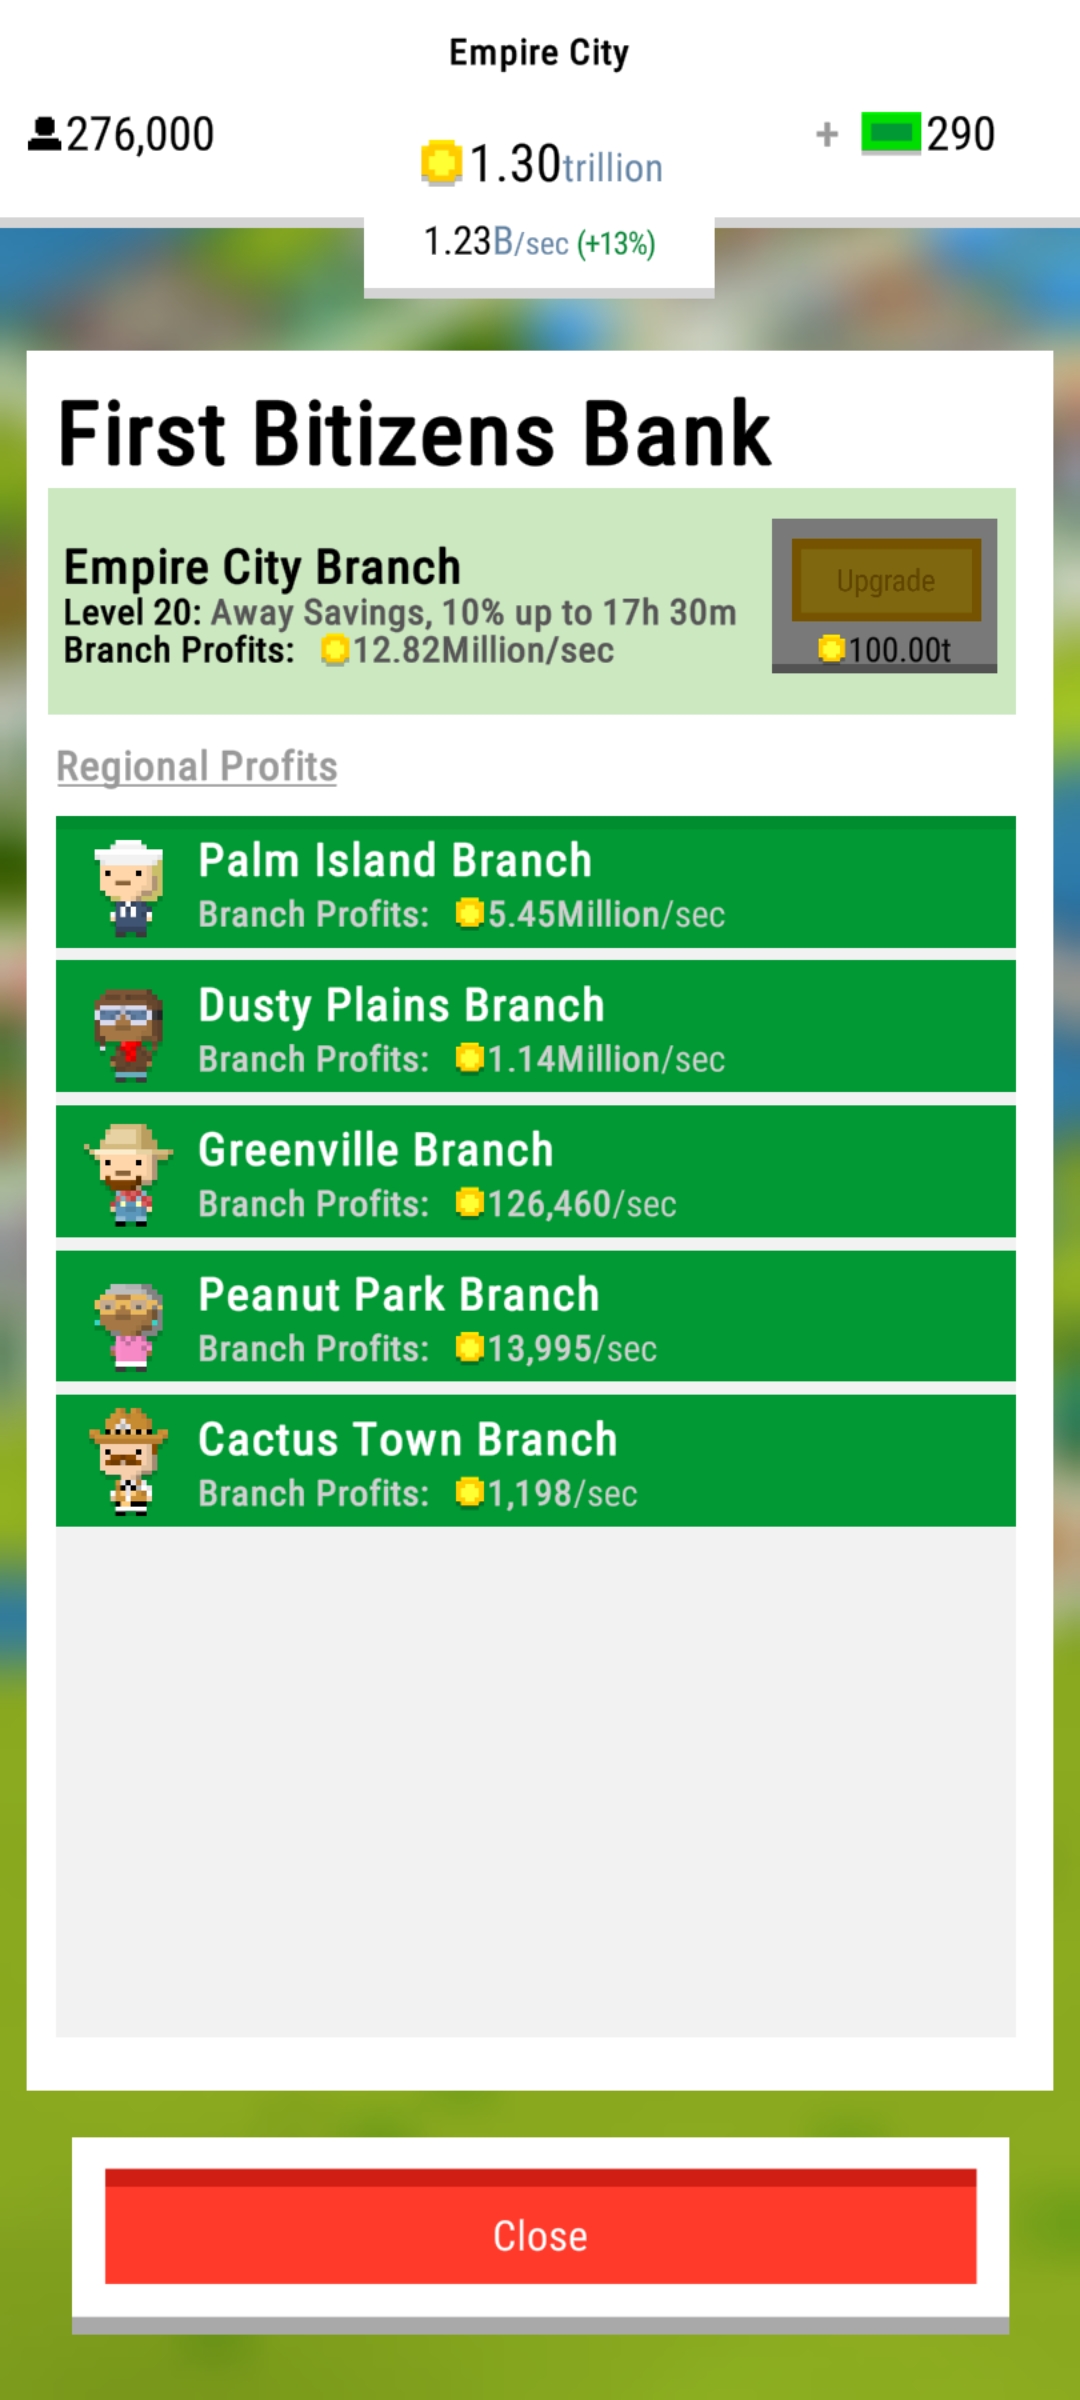 Empire City
276,000
1.30trillion
+ 290
1.23B/sec (+13%)
First Bitizens Bank
Empire City Branch
Level 20: Away Savings, 10% up to 17h 30m
Branch Profits: 12.82Million/sec
Upgrade
100.00t
Regional Profits
Palm Island Branch
Branch Profits: 5.45Million/sec
Dusty Plains Branch
Branch Profits: 1.14Million/sec
Greenville Branch
Branch Profits: 126,460/sec
Peanut Park Branch
Branch Profits: 13,995/sec
Cactus Town Branch
Branch Profits: 1,198/sec
Close